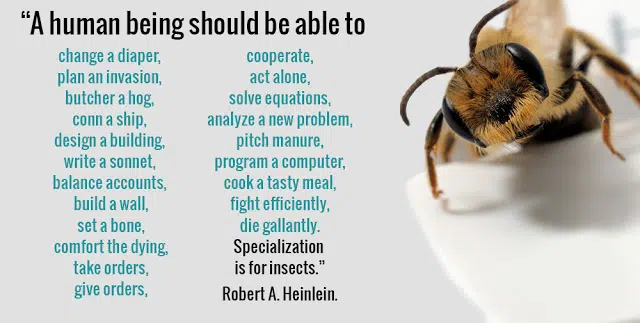 “A human being should be able to
change a diaper,
plan an invasion,
butcher a hog,
conn a ship,
design a building,
write a sonnet,
balance accounts,
build a wall,
set a bone,
comfort the dying,
take orders,
give orders,
cooperate,
act alone,
solve equations,
analyze a new problem,
pitch manure,
program a computer,
cook a tasty meal,
fight efficiently,
die gallantly.
Specialization
is for insects.”
Robert A. Heinlein.